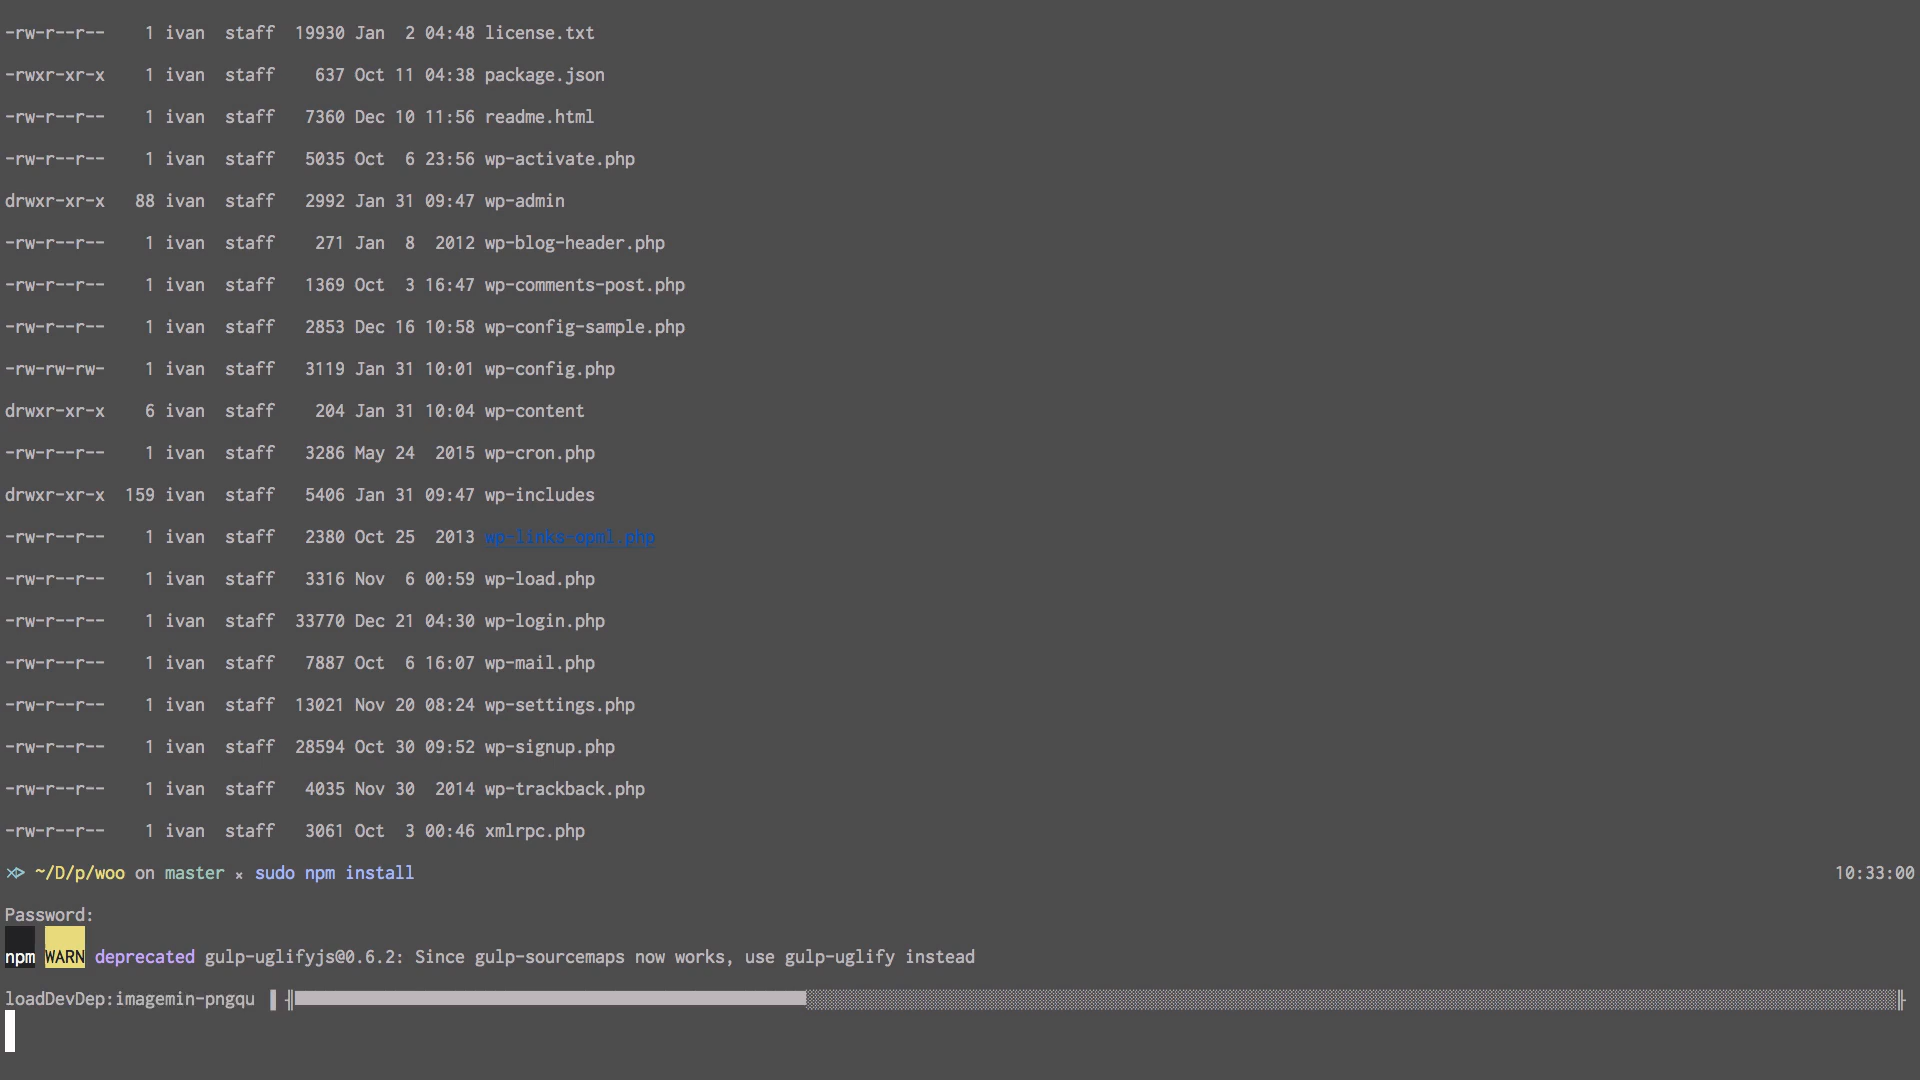 -rw-r--r--    1 ivan  staff  19930 Jan  2 04:48 license.txt
-rwxr-xr-x    1 ivan  staff    637 Oct 11 04:38 package.json
-rw-r--r--    1 ivan  staff   7360 Dec 10 11:56 readme.html
-rw-r--r--    1 ivan  staff   5035 Oct  6 23:56 wp-activate.php
drwxr-xr-x   88 ivan  staff   2992 Jan 31 09:47 wp-admin
-rw-r--r--    1 ivan  staff    271 Jan  8  2012 wp-blog-header.php
-rw-r--r--    1 ivan  staff   1369 Oct  3 16:47 wp-comments-post.php
-rw-r--r--    1 ivan  staff   2853 Dec 16 10:58 wp-config-sample.php
-rw-rw-rw-    1 ivan  staff   3119 Jan 31 10:01 wp-config.php
drwxr-xr-x    6 ivan  staff    204 Jan 31 10:04 wp-content
-rw-r--r--    1 ivan  staff   3286 May 24  2015 wp-cron.php
drwxr-xr-x  159 ivan  staff   5406 Jan 31 09:47 wp-includes
-rw-r--r--    1 ivan  staff   2380 Oct 25  2013 wp-links-opml.php
-rw-r--r--    1 ivan  staff   3316 Nov  6 00:59 wp-load.php
-rw-r--r--    1 ivan  staff  33770 Dec 21 04:30 wp-login.php
-rw-r--r--    1 ivan  staff   7887 Oct  6 16:07 wp-mail.php
-rw-r--r--    1 ivan  staff  13021 Nov 20 08:24 wp-settings.php
-rw-r--r--    1 ivan  staff  28594 Oct 30 09:52 wp-signup.php
-rw-r--r--    1 ivan  staff   4035 Nov 30  2014 wp-trackback.php
-rw-r--r--    1 ivan  staff   3061 Oct  3 00:46 xmlrpc.php
~/D/p/woo on master × sudo npm install 10:33:00
Password:
npm WARN deprecated gulp-uglifyjs@0.6.2: Since gulp-sourcemaps now works, use gulp-uglify instead
loadDevDep:imagemin-pngqu